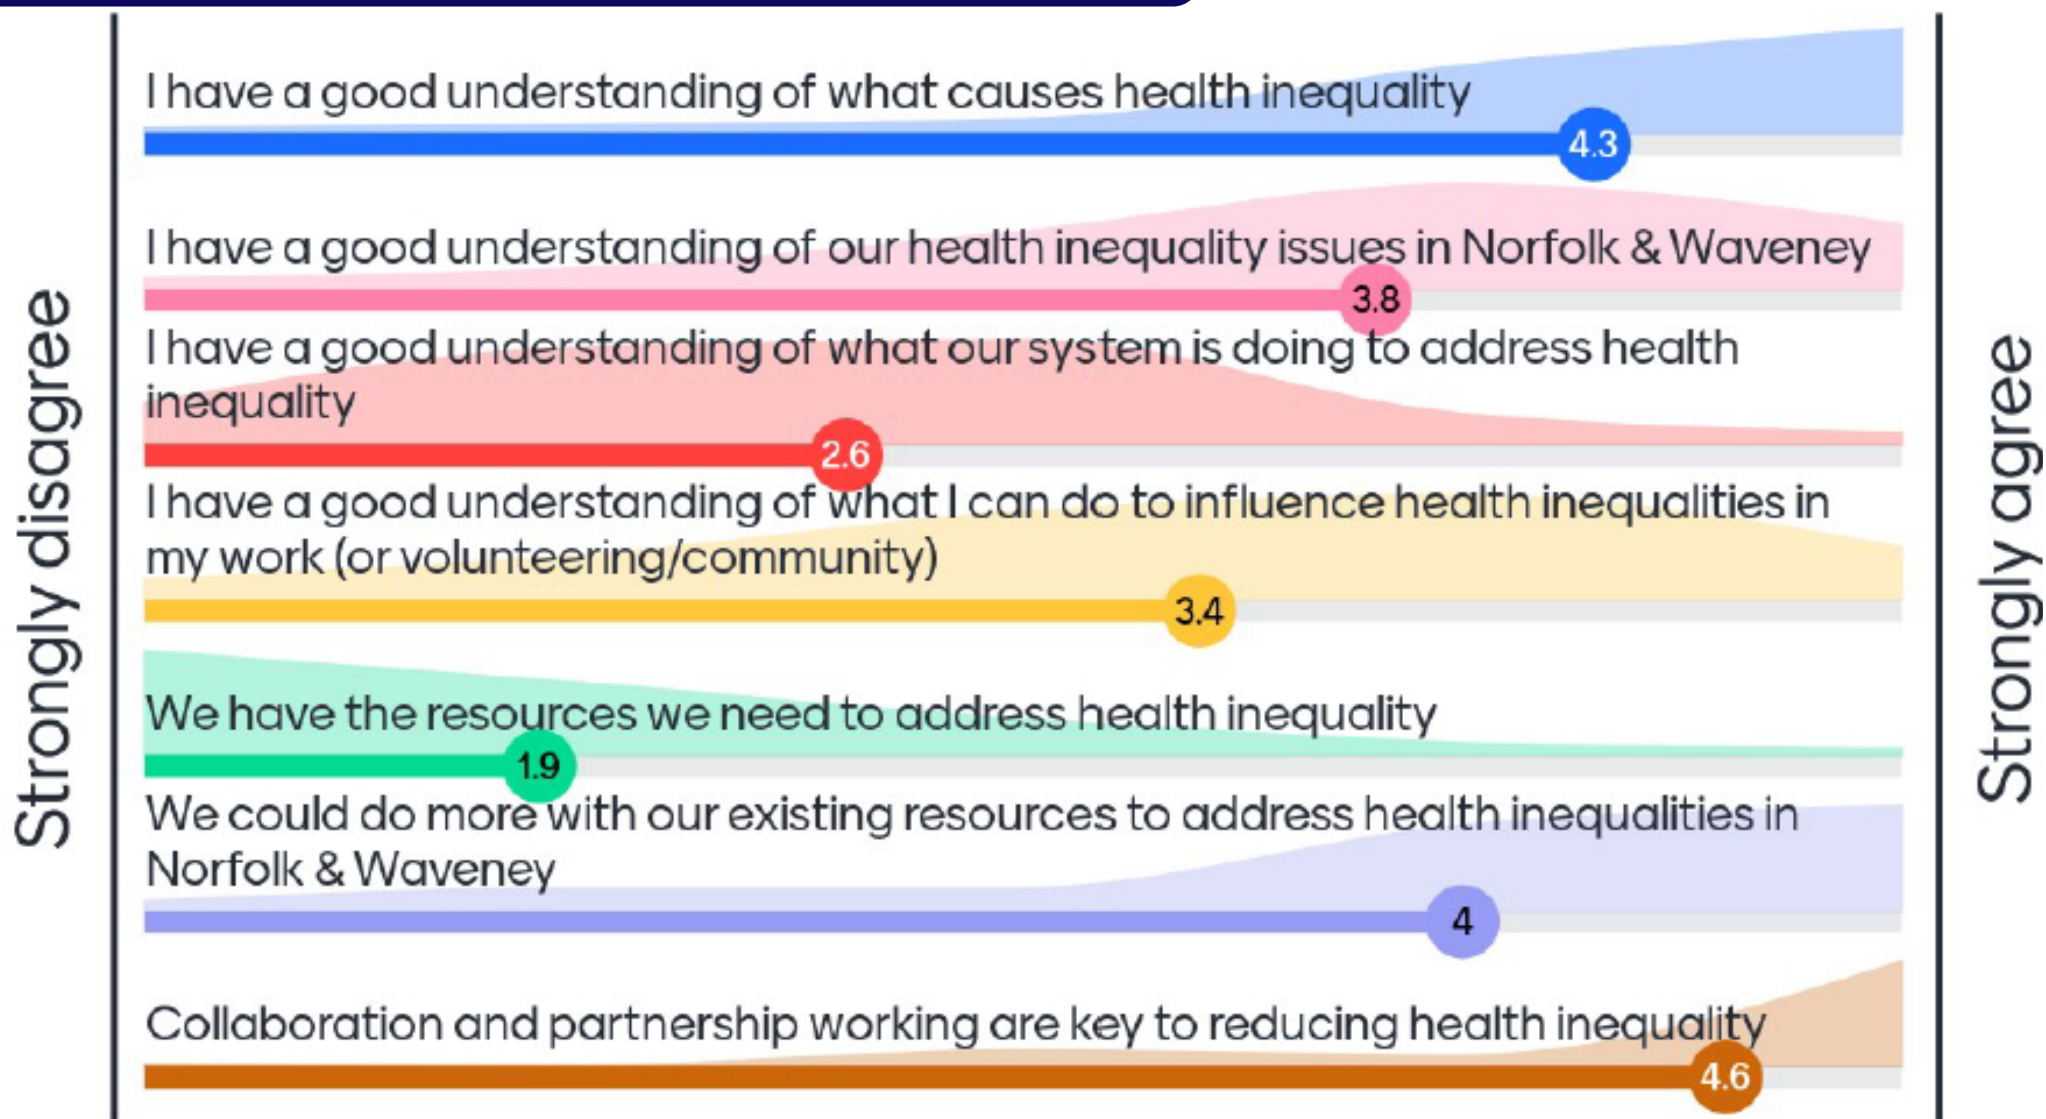 Strongly disagree
I have a good understanding of what causes health inequality
4.3
I have a good understanding of our health inequality issues in Norfolk & Waveney
3.8
I have a good understanding of what our system is doing to address health
inequality
2.6
I have a good understanding of what I can do to influence health inequalities in
my work (or volunteering/community)
3.4
We have the resources we need to address health inequality
1.9
We could do more with our existing resources to address health inequalities in
Norfolk & Waveney
4
Collaboration and partnership working are key to reducing health inequality
4.6
Strongly agree